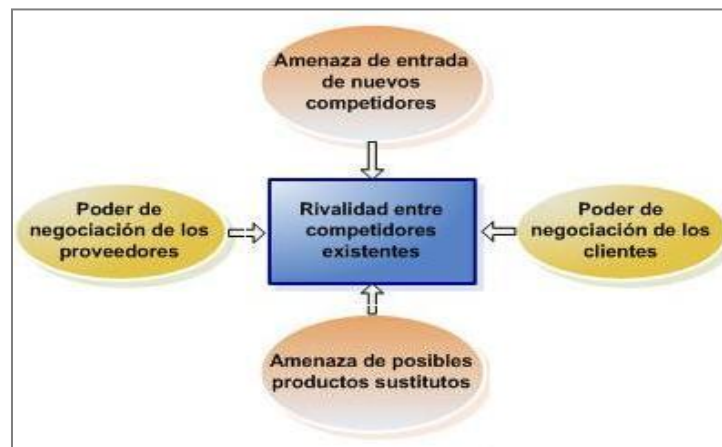 Amenaza de entrada
de nuevos
competidores
Poder de
negociación de los
proveedores
Rivalidad entre
competidores
existentes
Poder de
negociación de los
clientes
Amenaza de posibles
productos sustitutos